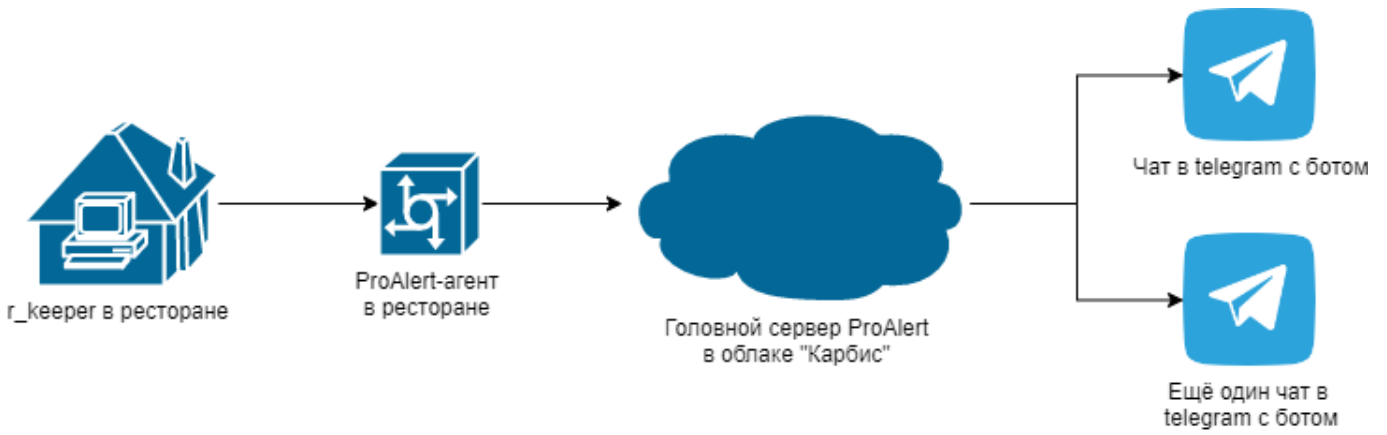 r_keeper в ресторане
ProAlert-агент
в ресторане
Головной сервер ProAlert
в облаке "Карбис"
Чат в telegram с ботом
Ещё один чат в
telegram с ботом